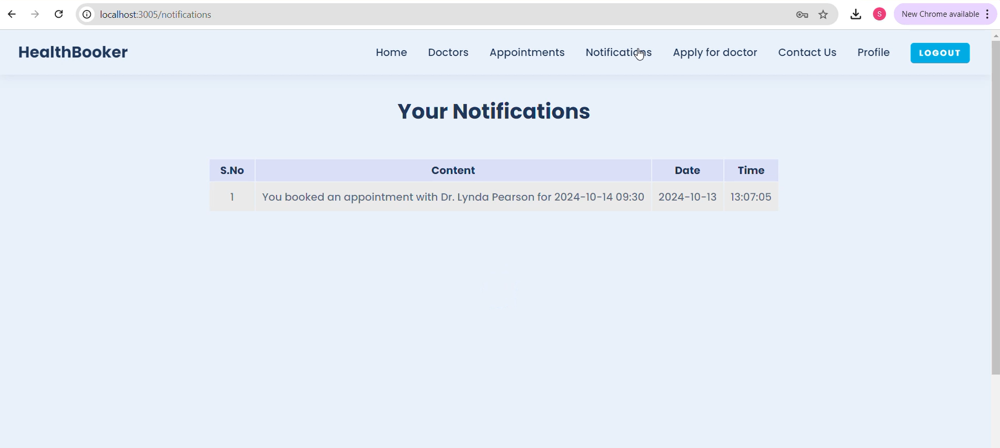 localhost:3005/notifications
S
New Chrome available
HealthBooker
Home Doctors Appointments Notifications Apply for doctor Contact Us Profile LOGOUT
Your Notifications
S.No Content Date Time
1 You booked an appointment with Dr. Lynda Pearson for 2024-10-14 09:30 2024-10-13 13:07:05